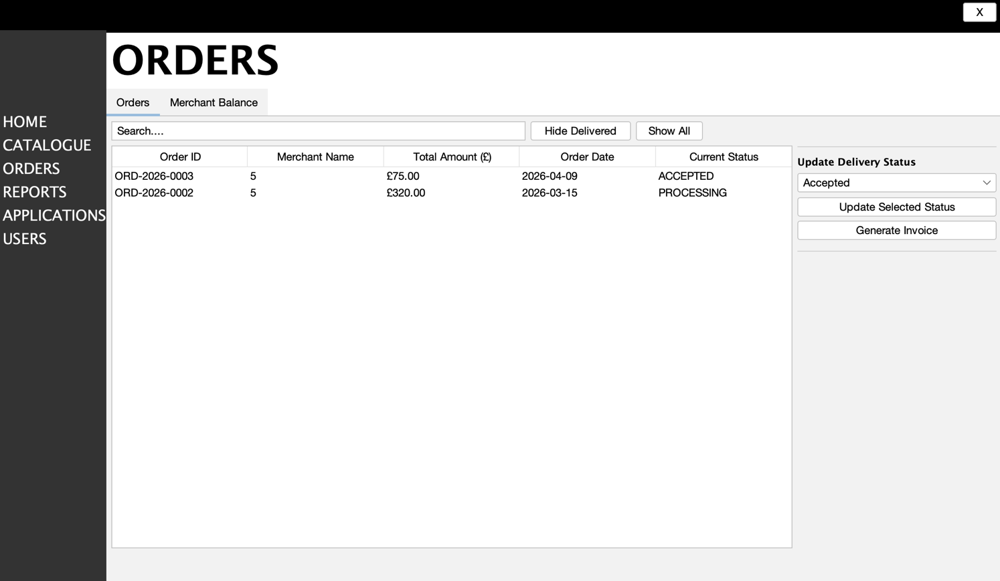 X
ORDERS
Orders Merchant Balance
HOME
CATALOGUE
ORDERS
REPORTS
APPLICATIONS
USERS
Search.... Hide Delivered Show All
Order ID Merchant Name Total Amount (£) Order Date Current Status
ORD-2026-0003 5 £75.00 2026-04-09 ACCEPTED
ORD-2026-0002 5 £320.00 2026-03-15 PROCESSING
Update Delivery Status
Accepted
Update Selected Status
Generate Invoice